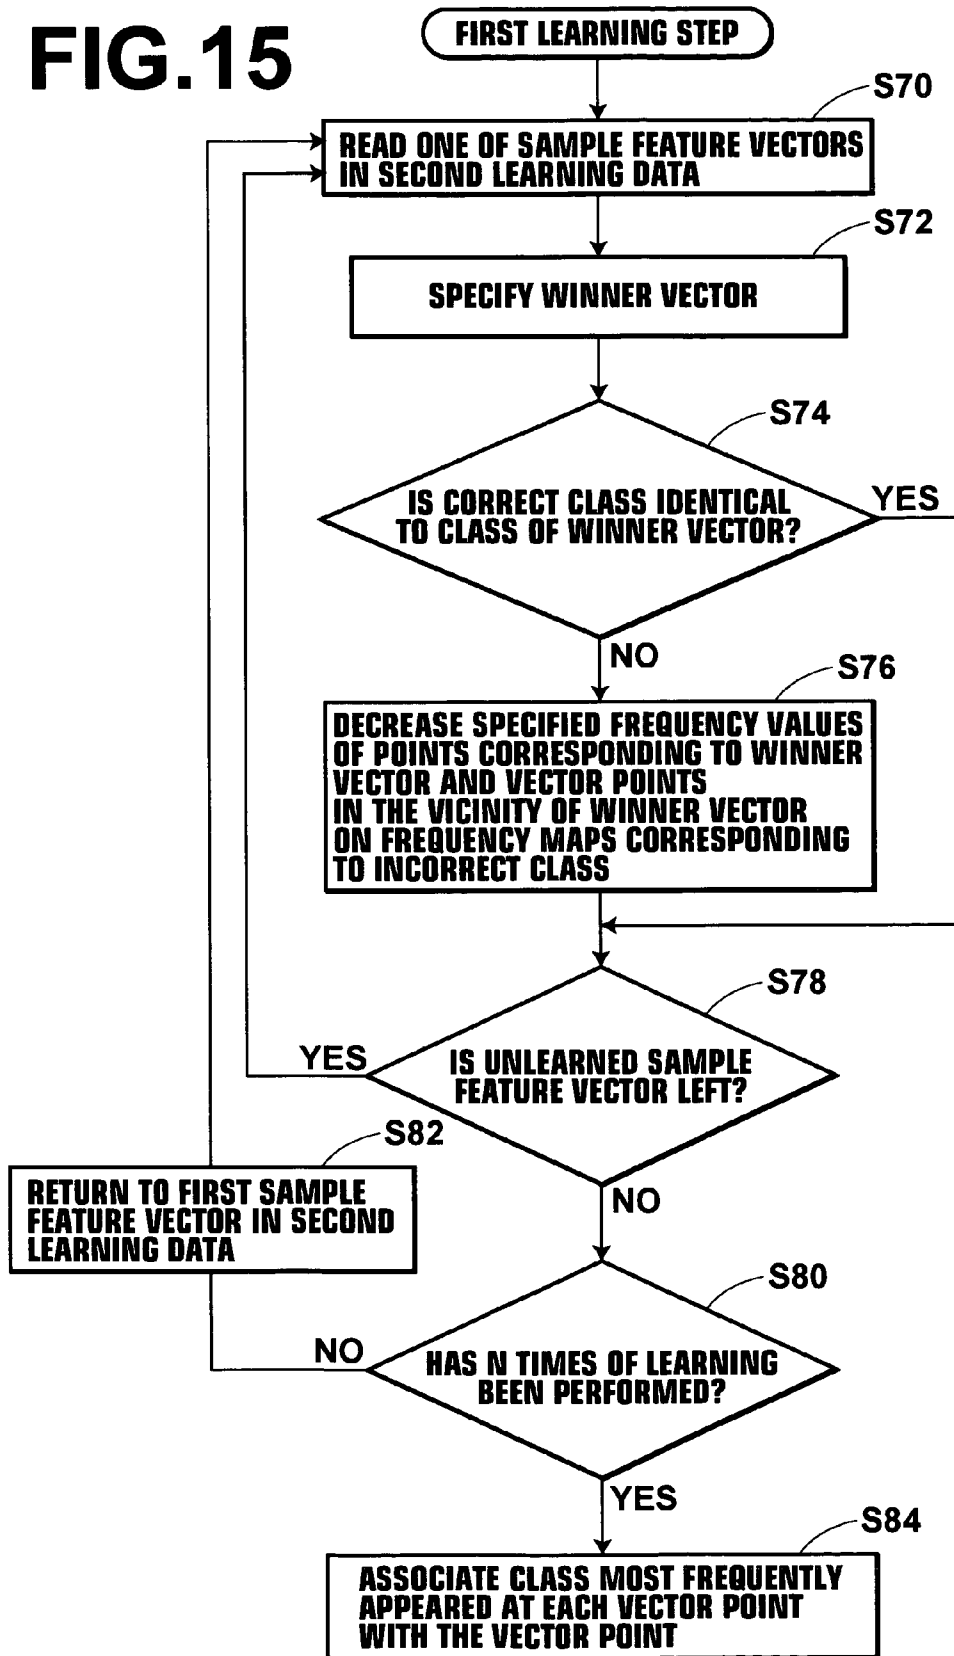 FIG.15
FIRST LEARNING STEP
S70
READ ONE OF SAMPLE FEATURE VECTORS
IN SECOND LEARNING DATA
S72
SPECIFY WINNER VECTOR
S74
IS CORRECT CLASS IDENTICAL
TO CLASS OF WINNER VECTOR?
YES
NO
S76
DECREASE SPECIFIED FREQUENCY VALUES
OF POINTS CORRESPONDING TO WINNER
VECTOR AND VECTOR POINTS
IN THE VICINITY OF WINNER VECTOR
ON FREQUENCY MAPS CORRESPONDING
TO INCORRECT CLASS
S78
IS UNLEARNED SAMPLE
FEATURE VECTOR LEFT?
YES
NO
S82
RETURN TO FIRST SAMPLE
FEATURE VECTOR IN SECOND
LEARNING DATA
S80
HAS N TIMES OF LEARNING
BEEN PERFORMED?
NO
YES
S84
ASSOCIATE CLASS MOST FREQUENTLY
APPEARED AT EACH VECTOR POINT
WITH THE VECTOR POINT